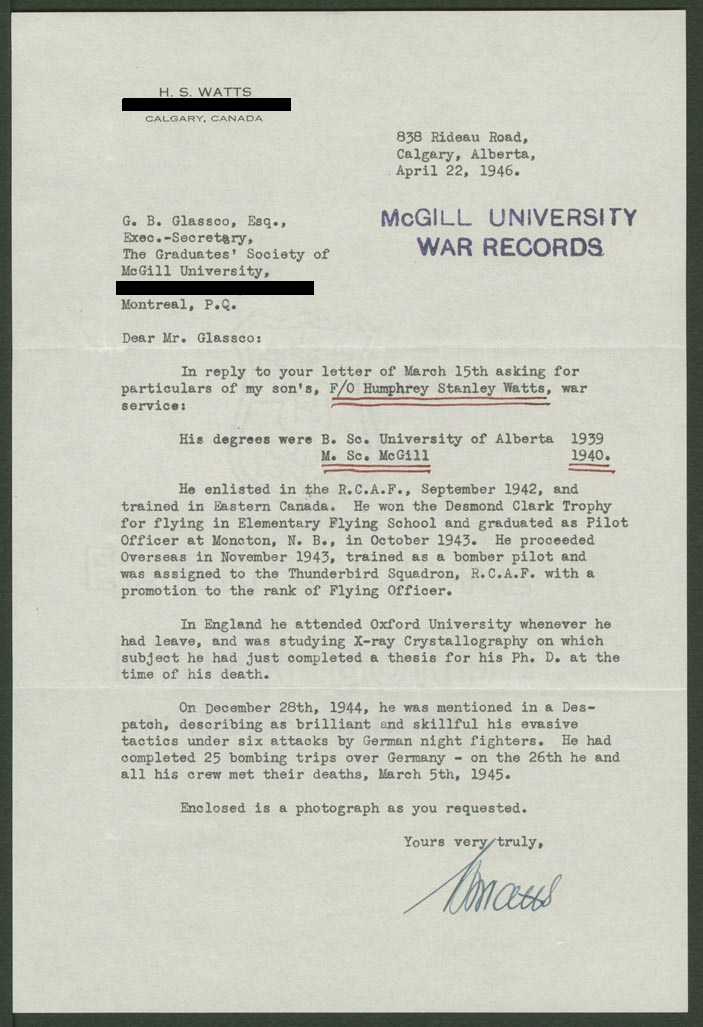 H. S. WATTS
CALGARY, CANADA
838 Rideau Road,
Calgary, Alberta,
April 22, 1946.
McGILL UNIVERSITY
WAR RECORDS
G. B. Glassco, Esq.,
Exec.-Secretary,
The Graduates' Society of
McGill University,
Montreal, P.Q.
Dear Mr. Glassco:
In reply to your letter of March 15th asking for
particulars of my son's, F/O Humphrey Stanley Watts, war
service:
His degrees were B. Sc. University of Alberta 1939
M. Sc. McGill 1940.
He enlisted in the R.C.A.F., September 1942, and
trained in Eastern Canada. He won the Desmond Clark Trophy
for flying in Elementary Flying School and graduated as Pilot
Officer at Moncton, N. B., in October 1943. He proceeded
Overseas in November 1943, trained as a bomber pilot and
was assigned to the Thunderbird Squadron, R.C.A.F. with a
promotion to the rank of Flying Officer.
In England he attended Oxford University whenever he
had leave, and was studying X-ray Crystallography on which
subject he had just completed a thesis for his Ph. D. at the
time of his death.
On December 28th, 1944, he was mentioned in a Des-
patch, describing as brilliant and skillful his evasive
tactics under six attacks by German night fighters. He had
completed 25 bombing trips over Germany - on the 26th he and
all his crew met their deaths, March 5th, 1945.
Enclosed is a photograph as you requested.
Yours very truly,